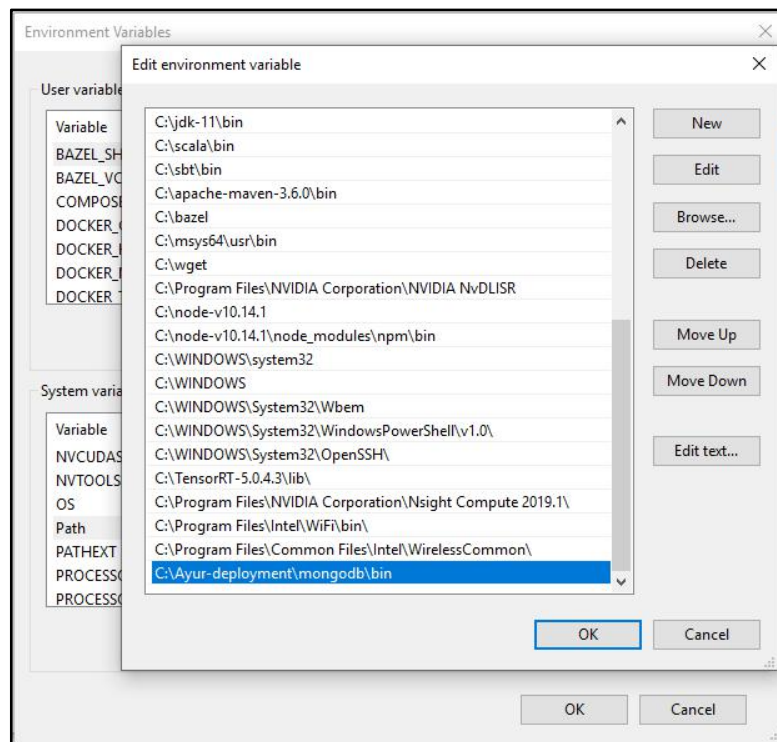 Environment Variables
Edit environment variable
User variable
Variable
BAZEL_SH
BAZEL_VC
COMPOSE
DOCKER_
DOCKER_
DOCKER_
DOCKER
C:\jdk-11\bin
C:\scala\bin
C:\sbt\bin
C:\apache-maven-3.6.0\bin
C:\bazel
C:\msys64\usr\bin
C:\wget
C:\Program Files\NVIDIA Corporation\NVIDIA NvDLISR
C:\node-v10.14.1
C:\node-v10.14.1\node_modules\npm\bin
C:\WINDOWS\system32
C:\WINDOWS
C:\WINDOWS\System32\Wbem
C:\WINDOWS\System32\WindowsPowerShell\v1.0\
C:\WINDOWS\System32\OpenSSH\
C:\TensorRT-5.0.4.3\lib\
C:\Program Files\NVIDIA Corporation\Nsight Compute 2019.1\
C:\Program Files\Intel\WiFi\bin\
C:\Program Files\Common Files\Intel\WirelessCommon\
C:\Ayur-deployment\mongodb\bin
New
Edit
Browse...
Delete
Move Up
Move Down
Edit text...
System varia
Variable
NVCUDAS
NVTOOLS
OS
Path
PATHEXT
PROCESSO
PROCESSO
OK
Cancel
OK
Cancel